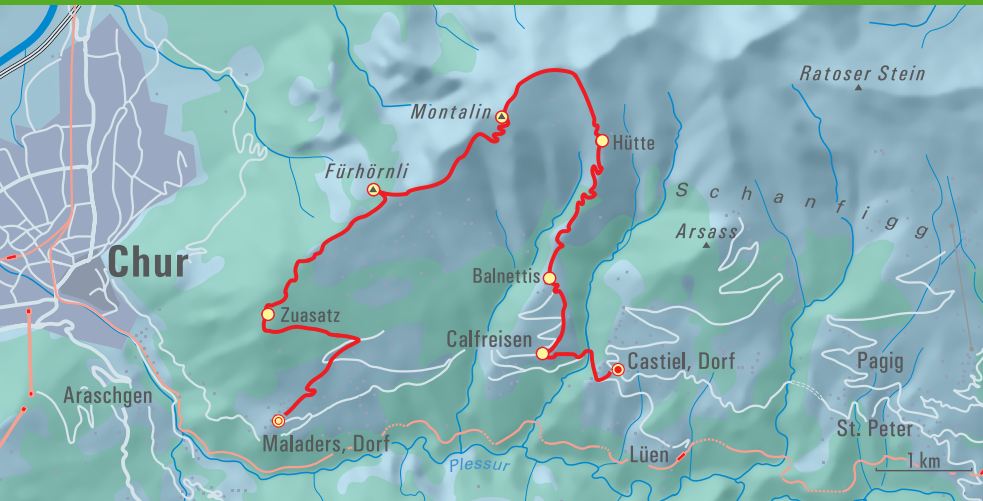 Ratoser Stein
Montalin
Hütte
Fürhörnli
Schanfigg
Arsass
Chur
Balnettis
Zuasatz
Calfreisen
Castiel, Dorf
Pagig
Araschgen
St. Peter
Maladers, Dorf
Lüen
Plessur
1 km